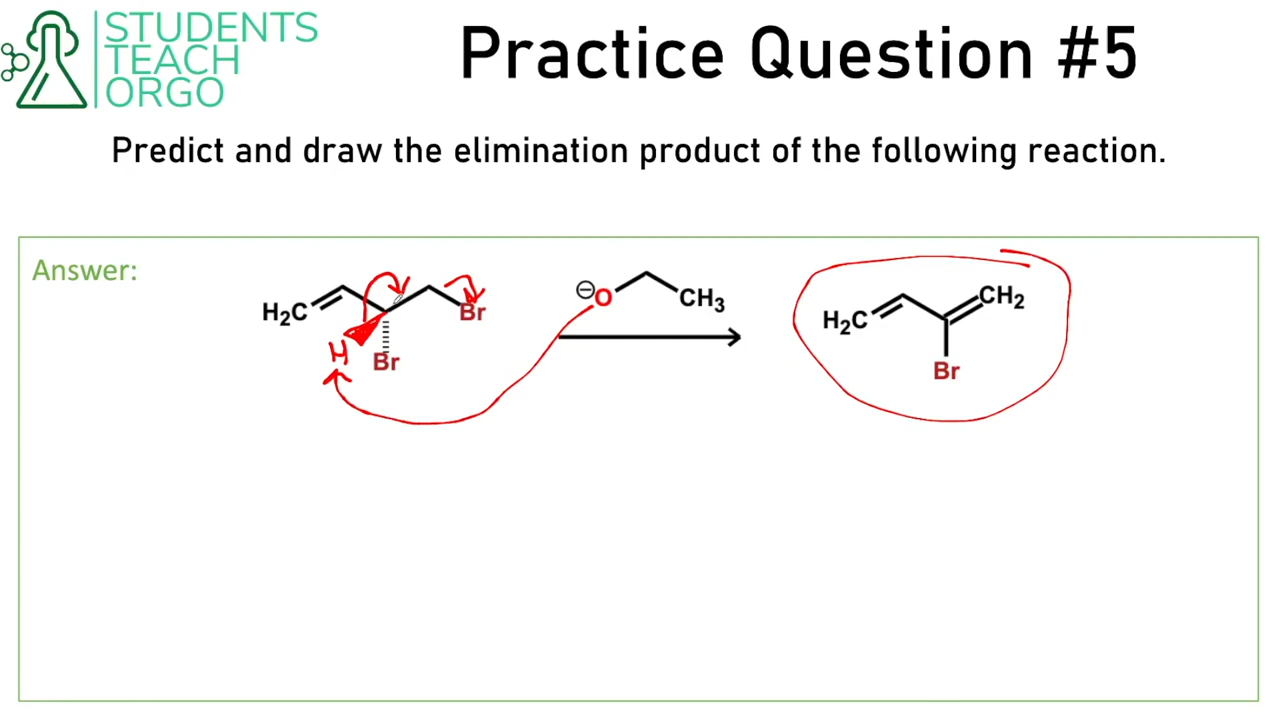 STUDENTS
TEACH
ORGO
Practice Question #5
Predict and draw the elimination product of the following reaction.
Answer:
H₂C
Br
H
Br
⊖O
CH₃
H₂C
CH₂
Br